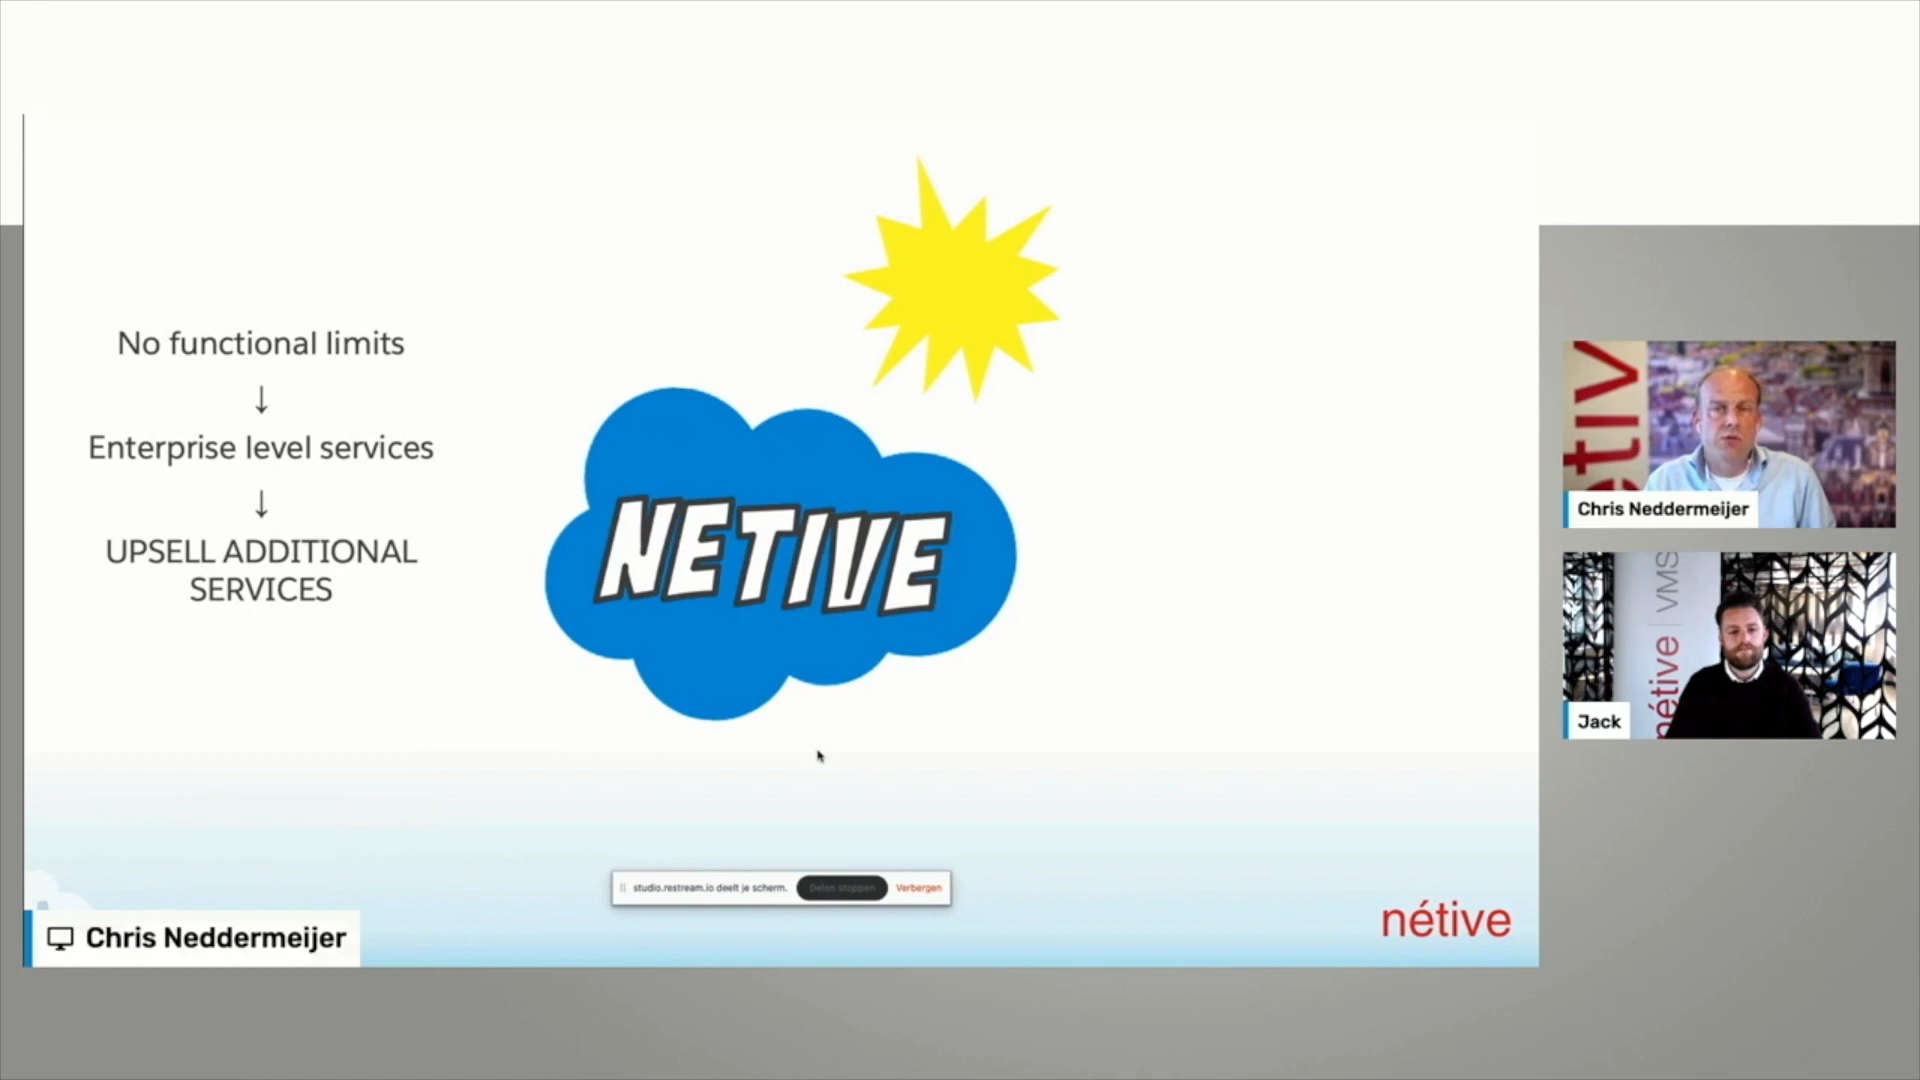 No functional limits
↓
Enterprise level services
↓
UPSELL ADDITIONAL
SERVICES
NETIVE
etiv
Chris Neddermeijer
nétive | VMS
Jack
studio.restream.io deelt je scherm. Delen stoppen Verbergen
nétive
Chris Neddermeijer